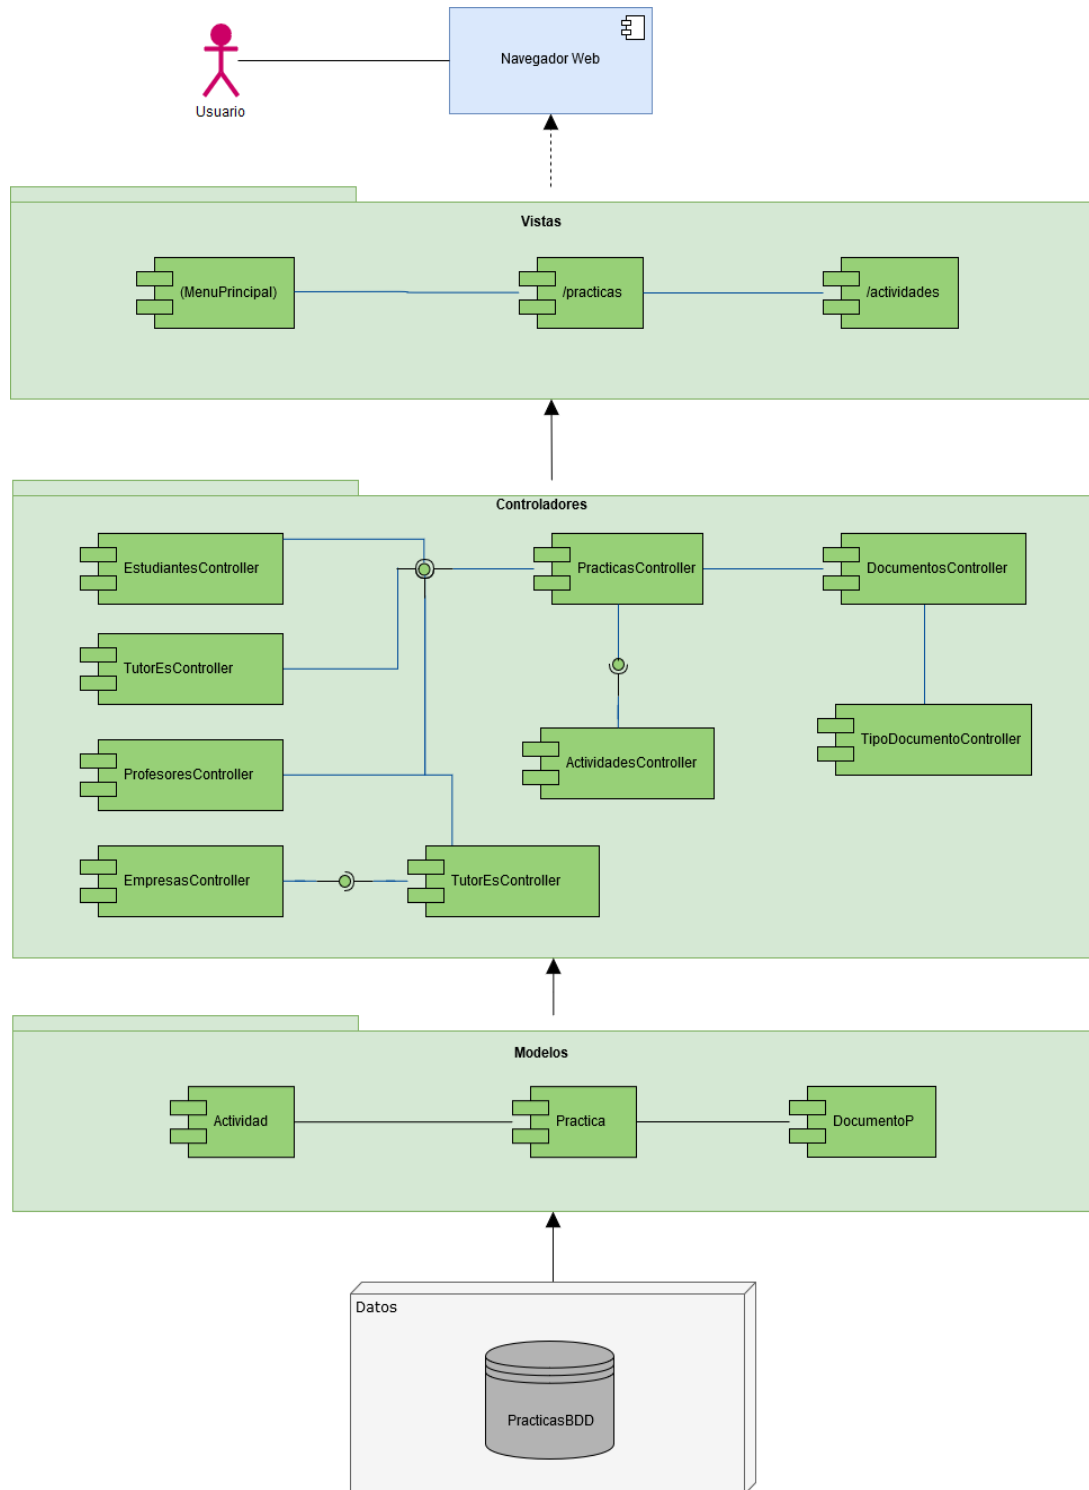 Navegador Web
Usuario
Vistas
(MenuPrincipal)
/practicas
/actividades
Controladores
EstudiantesController
PracticasController
DocumentosController
TutorEsController
TipoDocumentoController
ProfesoresController
ActividadesController
EmpresasController
TutorEsController
Modelos
Actividad
Practica
DocumentoP
Datos
PracticasBDD